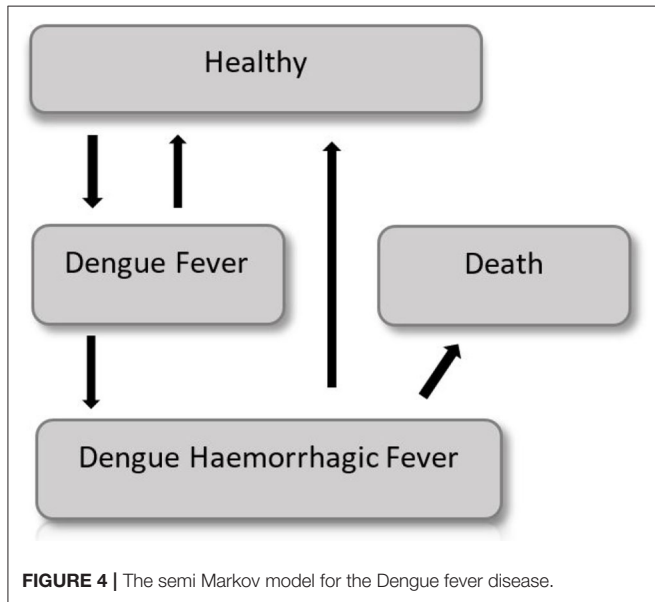 Healthy
Dengue Fever
Death
Dengue Haemorrhagic Fever
FIGURE 4 | The semi Markov model for the Dengue fever disease.